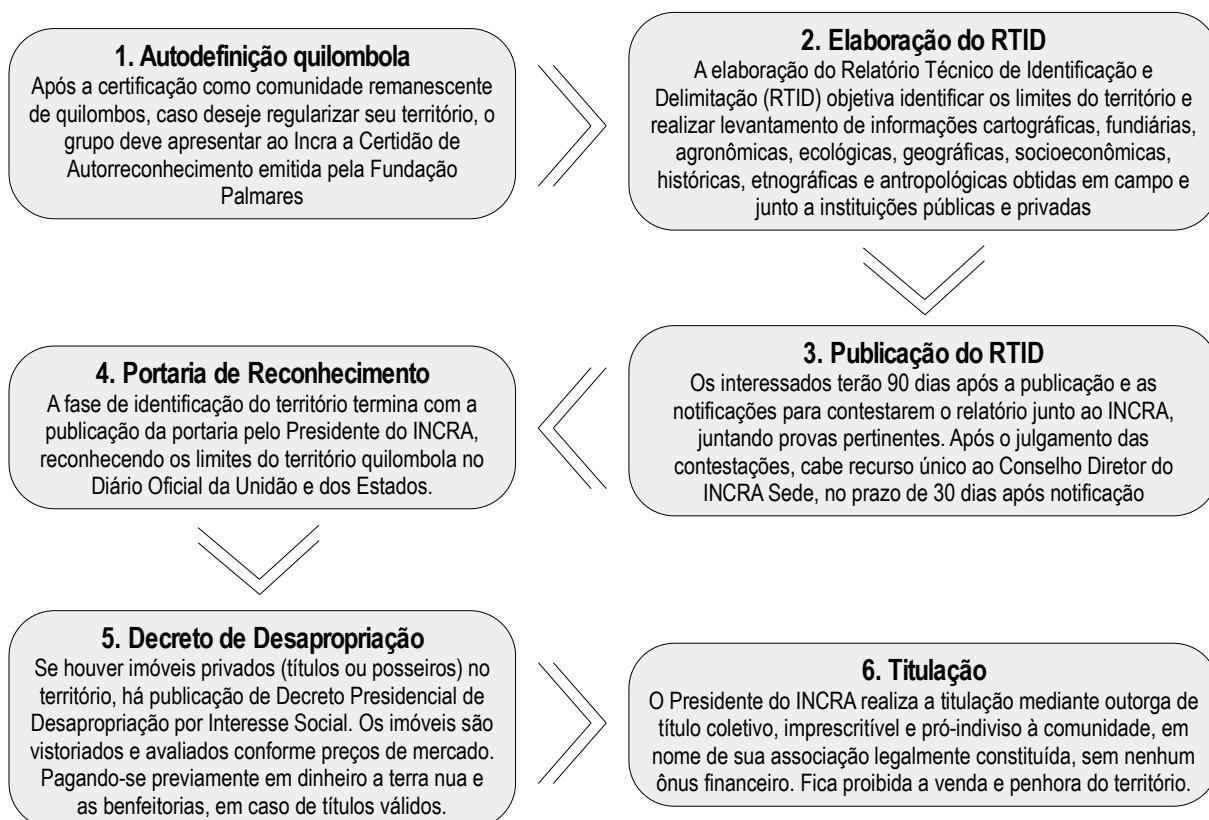 1. Autodefinição quilombola
Após a certificação como comunidade remanescente
de quilombos, caso deseje regularizar seu território, o
grupo deve apresentar ao Incra a Certidão de
Autorreconhecimento emitida pela Fundação
Palmares
2. Elaboração do RTID
A elaboração do Relatório Técnico de Identificação e
Delimitação (RTID) objetiva identificar os limites do território e
realizar levantamento de informações cartográficas, fundiárias,
agronômicas, ecológicas, geográficas, socioeconômicas,
históricas, etnográficas e antropológicas obtidas em campo e
junto a instituições públicas e privadas
3. Publicação do RTID
Os interessados terão 90 dias após a publicação e as
notificações para contestarem o relatório junto ao INCRA,
juntando provas pertinentes. Após o julgamento das
contestações, cabe recurso único ao Conselho Diretor do
INCRA Sede, no prazo de 30 dias após notificação
4. Portaria de Reconhecimento
A fase de identificação do território termina com a
publicação da portaria pelo Presidente do INCRA,
reconhecendo os limites do território quilombola no
Diário Oficial da Unidão e dos Estados.
5. Decreto de Desapropriação
Se houver imóveis privados (títulos ou posseiros) no
território, há publicação de Decreto Presidencial de
Desapropriação por Interesse Social. Os imóveis são
vistoriados e avaliados conforme preços de mercado.
Pagando-se previamente em dinheiro a terra nua e
as benfeitorias, em caso de títulos válidos.
6. Titulação
O Presidente do INCRA realiza a titulação mediante outorga de
título coletivo, imprescritível e pró-indiviso à comunidade, em
nome de sua associação legalmente constituída, sem nenhum
ônus financeiro. Fica proibida a venda e penhora do território.